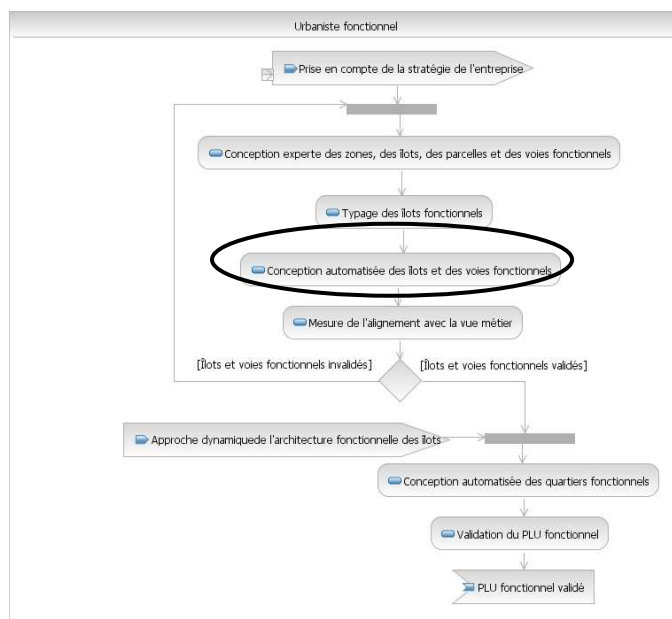 Urbaniste fonctionnel
Prise en compte de la stratégie de l'entreprise
Conception experte des zones, des îlots, des parcelles et des voies fonctionnels
Typage des îlots fonctionnels
Conception automatisée des îlots et des voies fonctionnels
Mesure de l'alignement avec la vue métier
[Îlots et voies fonctionnels invalidés]
[Îlots et voies fonctionnels validés]
Approche dynamiquede l'architecture fonctionnelle des îlots
Conception automatisée des quartiers fonctionnels
Validation du PLU fonctionnel
PLU fonctionnel validé